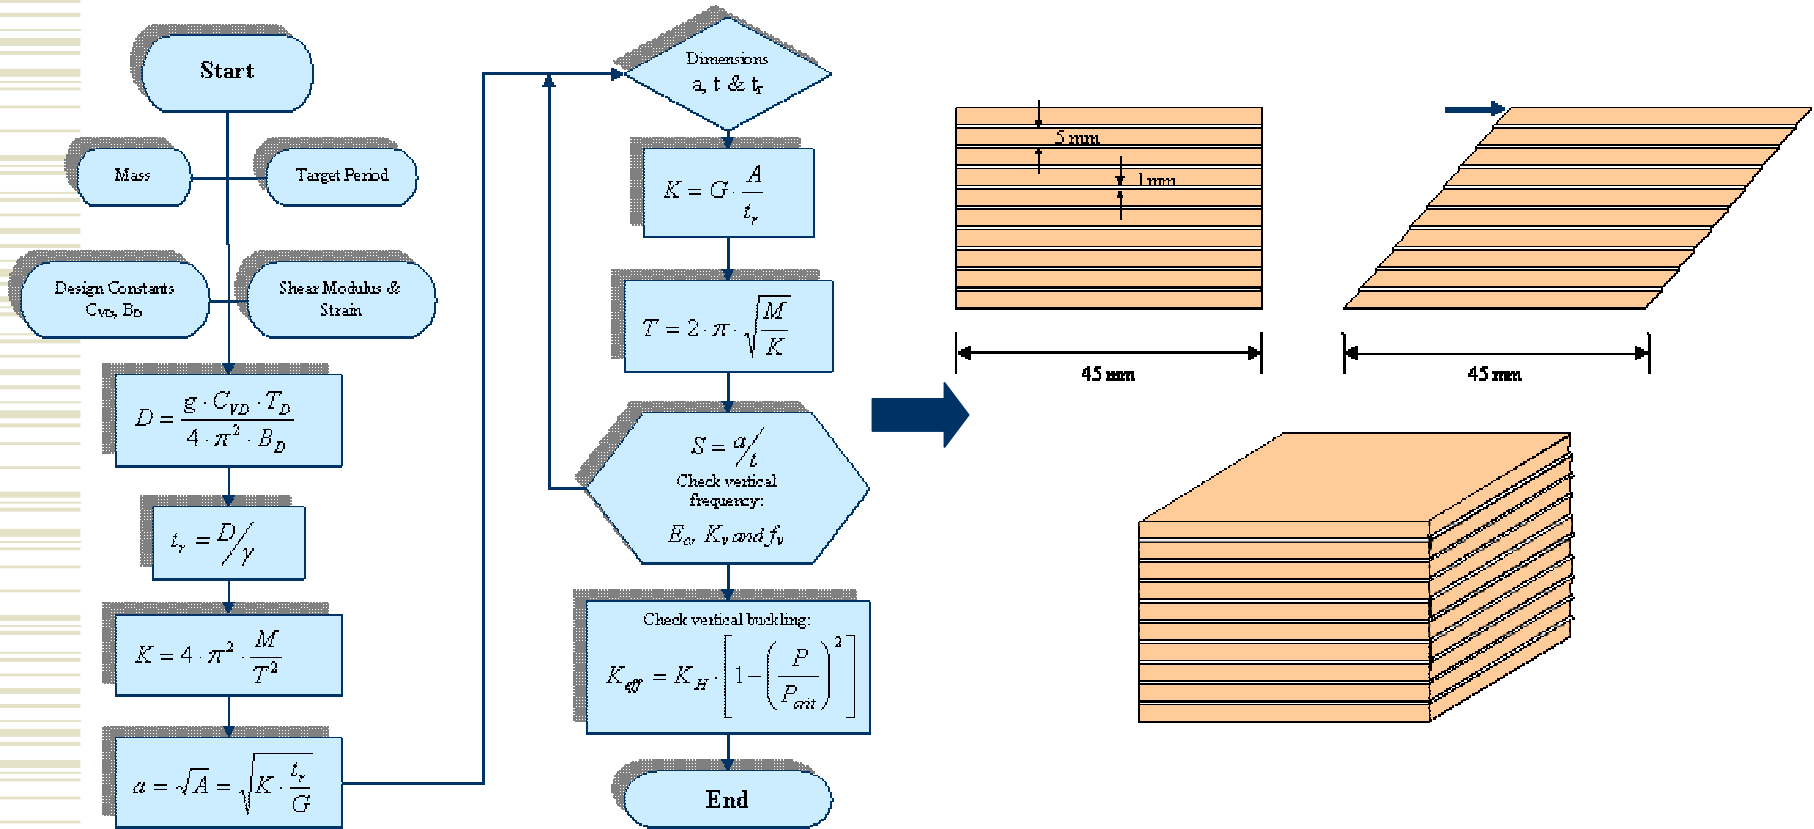 Start
Mass
Target Period
Design Constants
C_VD, B_D
Shear Modulus &
Strain
D = g · C_VD · T_D / 4 · π² · B_D
t_r = D/γ
K = 4 · π² · M / T²
a = √A = √(K · t_r / G)
Dimensions
a, t & t_r
K = G · A / t_r
T = 2 · π · √(M / K)
S = a/t
Check vertical
frequency:
E_c, K_v and f_v
Check vertical buckling:
K_eff = K_H · [1 − (P / P_crit)²]
End
5 mm
1mm
45 mm
45 mm